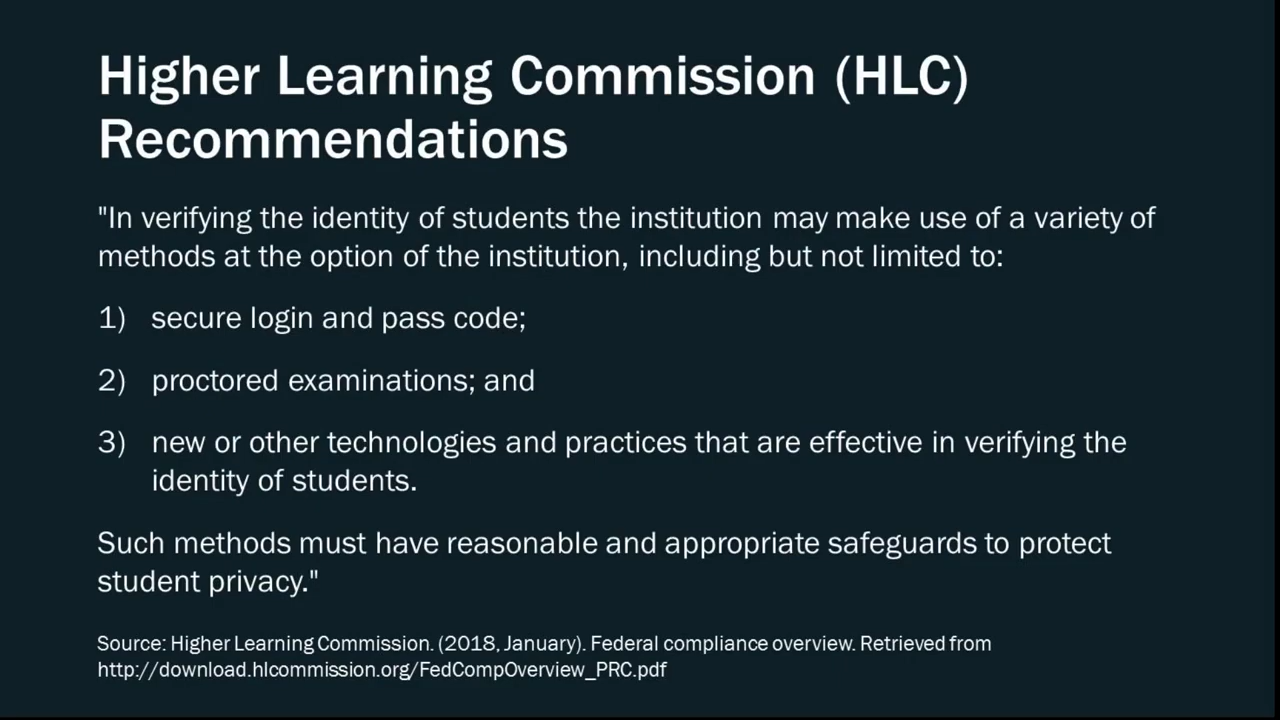 Higher Learning Commission (HLC)
Recommendations
"In verifying the identity of students the institution may make use of a variety of
methods at the option of the institution, including but not limited to:
1) secure login and pass code;
2) proctored examinations; and
3) new or other technologies and practices that are effective in verifying the
identity of students.
Such methods must have reasonable and appropriate safeguards to protect
student privacy."
Source: Higher Learning Commission. (2018, January). Federal compliance overview. Retrieved from
http://download.hlcommission.org/FedCompOverview_PRC.pdf